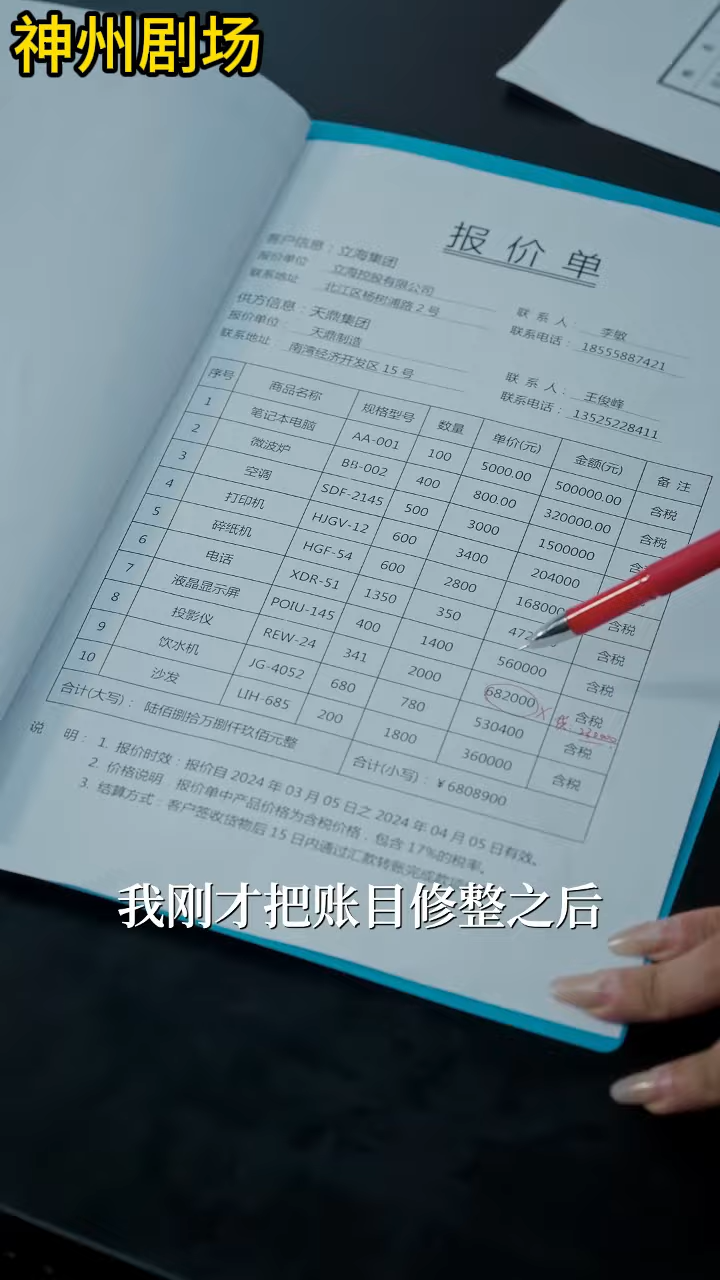 神州剧场
报价单
客户信息：立海集团
报价单位 立海控股有限公司 联系人： 李敏
联系地址 北江区杨树浦路2号 联系电话： 18555887421
供方信息：天鼎集团
报价单位： 天鼎制造 联系人： 王俊峰
联系地址： 南湾经济开发区15号 联系电话： 13525228411
序号 商品名称 规格型号 数量 单价(元) 金额(元) 备注
1 笔记本电脑 AA-001 100 5000.00 500000.00 含税
2 微波炉 BB-002 400 800.00 320000.00 含税
3 空调 SDF-2145 500 3000 1500000 含
4 打印机 HJGV-12 600 3400 204000
5 碎纸机 HGF-54 600 2800 168000 含税
6 电话 XDR-51 1350 350 472 含税
7 液晶显示屏 POIU-145 400 1400 560000 含税
8 投影仪 REW-24 341 2000 682000 含税
9 饮水机 JG-4052 680 780 530400 含税
10 沙发 LIH-685 200 1800 360000 含税
合计(大写)： 陆佰捌拾万捌仟玖佰元整 合计(小写)：￥6808900
说 明：1. 报价时效：报价自2024年03月05日之2024年04月05日有效。
2. 价格说明：报价单中产品价格为含税价格，包含17%的税率。
3. 结算方式：客户签收货物后15日内通过汇款转账完成
我刚才把账目修整之后